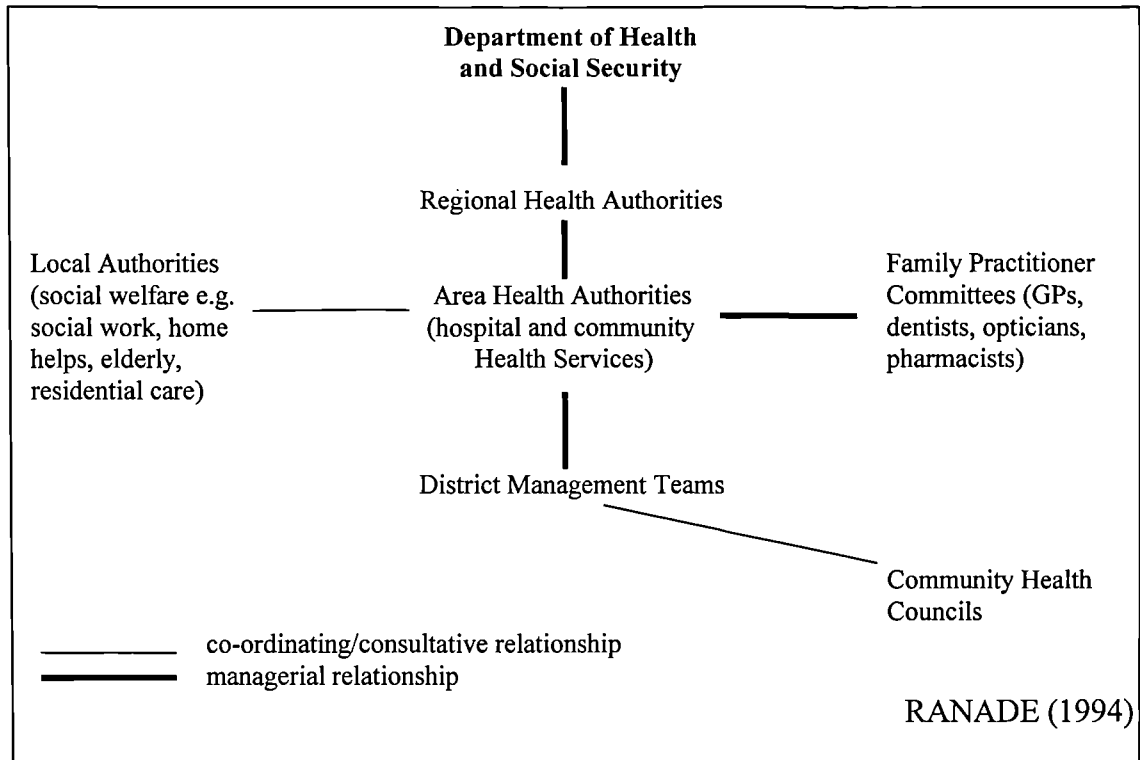 Department of Health
and Social Security
Regional Health Authorities
Local Authorities
(social welfare e.g.
social work, home
helps, elderly,
residential care)
Area Health Authorities
(hospital and community
Health Services)
Family Practitioner
Committees (GPs,
dentists, opticians,
pharmacists)
District Management Teams
Community Health
Councils
co-ordinating/consultative relationship
managerial relationship
RANADE (1994)